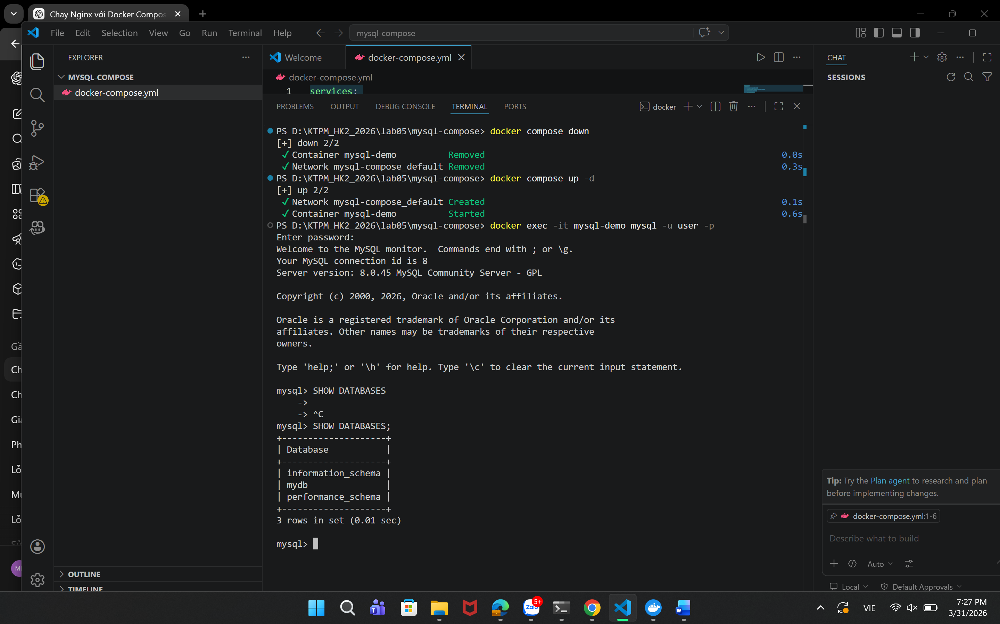 Chạy Nginx với Docker Compos
File Edit Selection View Go Run Terminal Help
mysql-compose
EXPLORER
MYSQL-COMPOSE
docker-compose.yml
OUTLINE
TIMELINE
Welcome
docker-compose.yml
docker-compose.yml
1 services:
PROBLEMS OUTPUT DEBUG CONSOLE TERMINAL PORTS
docker
PS D:\KTPM_HK2_2026\lab05\mysql-compose> docker compose down
[+] down 2/2
✓ Container mysql-demo Removed 0.0s
✓ Network mysql-compose_default Removed 0.3s
PS D:\KTPM_HK2_2026\lab05\mysql-compose> docker compose up -d
[+] up 2/2
✓ Network mysql-compose_default Created 0.1s
✓ Container mysql-demo Started 0.6s
PS D:\KTPM_HK2_2026\lab05\mysql-compose> docker exec -it mysql-demo mysql -u user -p
Enter password:
Welcome to the MySQL monitor.  Commands end with ; or \g.
Your MySQL connection id is 8
Server version: 8.0.45 MySQL Community Server - GPL
Copyright (c) 2000, 2026, Oracle and/or its affiliates.
Oracle is a registered trademark of Oracle Corporation and/or its
affiliates. Other names may be trademarks of their respective
owners.
Type 'help;' or '\h' for help. Type '\c' to clear the current input statement.
mysql> SHOW DATABASES
    ->
    -> ^C
mysql> SHOW DATABASES;
+--------------------+
| Database           |
+--------------------+
| information_schema |
| mydb               |
| performance_schema |
+--------------------+
3 rows in set (0.01 sec)
mysql>
CHAT
SESSIONS
Tip: Try the Plan agent to research and plan
before implementing changes.
docker-compose.yml:1-6
Describe what to build
Auto
Local Default Approvals
Gầ
Ch
Ch
Giả
Ph
Lỗ
Lỗ
5+
Zalo
VIE
7:27 PM
3/31/2026